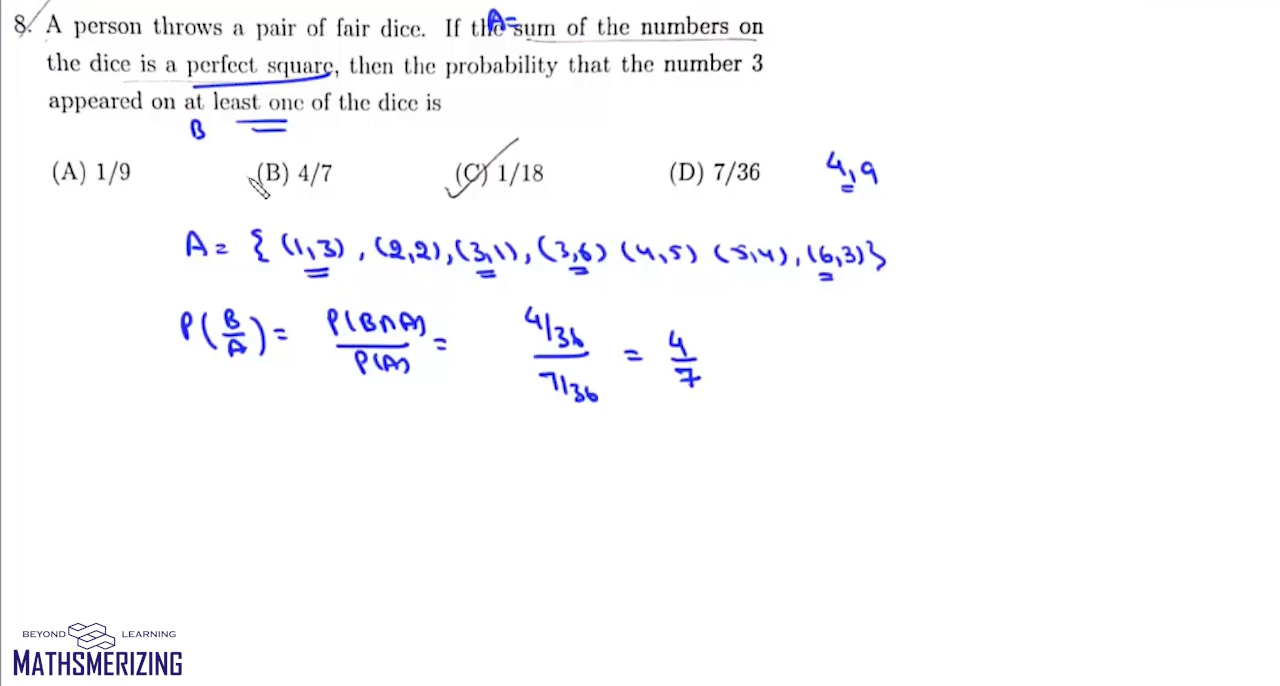 8. A person throws a pair of fair dice. If the sum of the numbers on
A=
the dice is a perfect square, then the probability that the number 3
appeared on at least one of the dice is
B
(A) 1/9 (B) 4/7 (C) 1/18 (D) 7/36 4,9
A = { (1,3), (2,2), (3,1), (3,6) (4,5) (5,4), (6,3)}
P(B/A) = P(B∩A)/P(A) = (4/36)/(7/36) = 4/7
BEYOND LEARNING
MATHSMERIZING